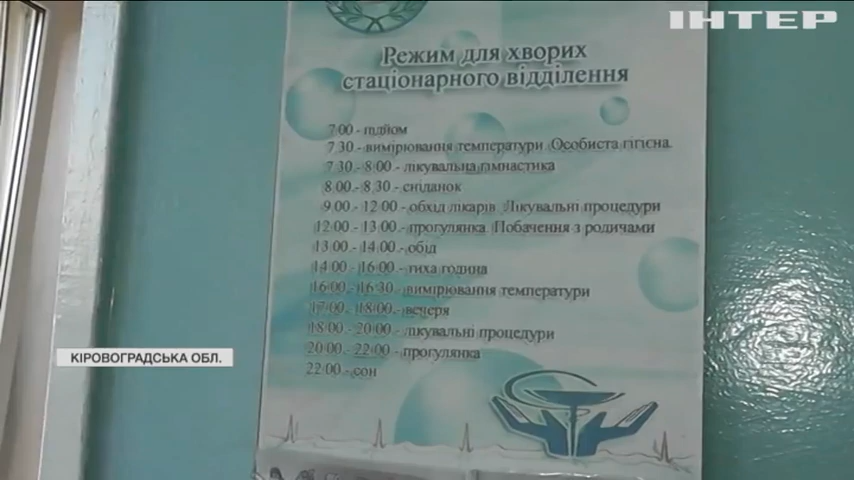 ІНТЕР
Режим для хворих
стаціонарного відділення
7.00 - підйом
7.30 - вимірювання температури. Особиста гігієна.
7.30.- 8.00.- лікувальна гімнастика
8.00.- 8.30.- сніданок
9.00 - 12.00 - обхід лікарів. Лікувальні процедури
12.00 - 13.00.- прогулянка. Побачення з родичами
13.00.- 14.00.- обід
14.00 - 16.00.- тиха година
16.00 - 16.30.- вимірювання температури
17.00.- 18.00.- вечеря
18.00.- 20.00.- лікувальні процедури
20.00.- 22.00 - прогулянка
22.00 - сон
КІРОВОГРАДСЬКА ОБЛ.